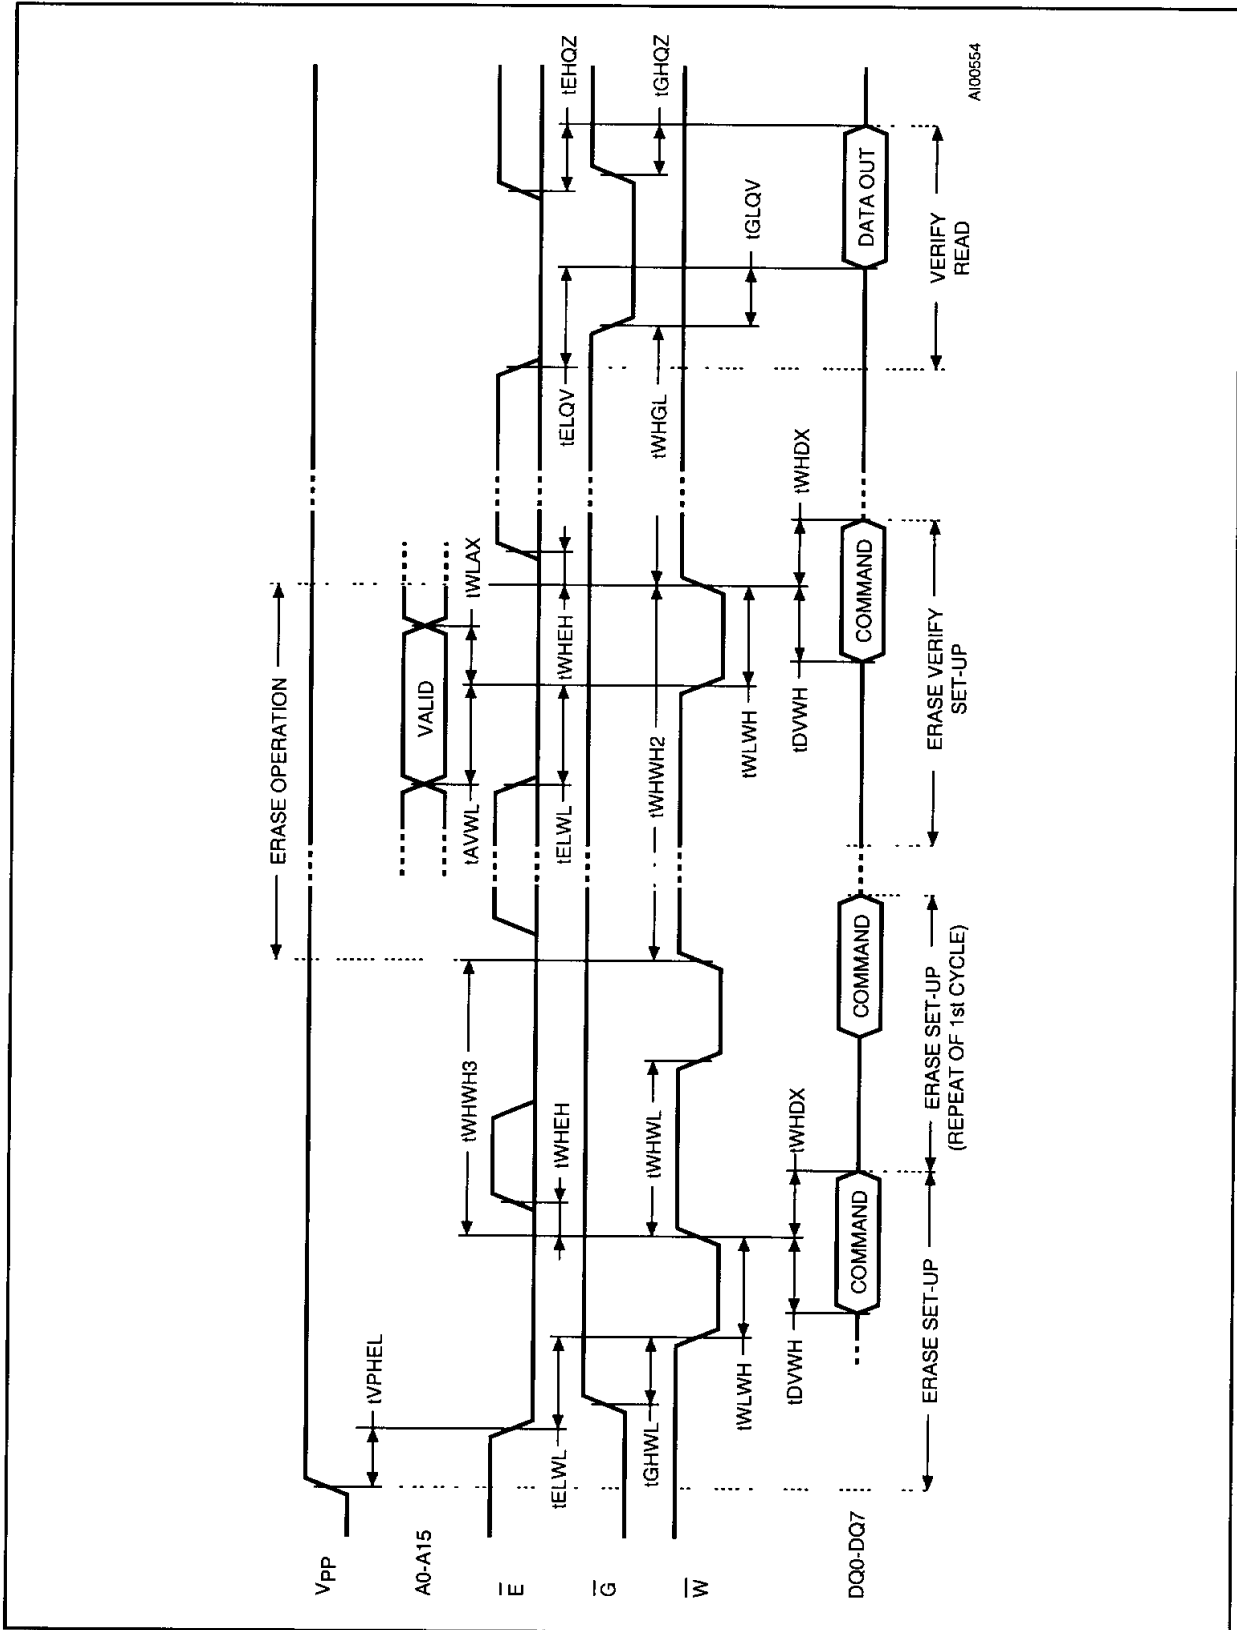 ERASE OPERATION
VPP
tVPHEL
A0-A15
VALID
tAVWL
tWLAX
tWHWH3
E
tELWL
tWHEH
tELWL
tWHEH
tELQV
tEHQZ
G
tGHWL
tWHWL
tWHWH2
tWHGL
tGHQZ
W
tWLWH
tWLWH
tGLQV
tDVWH
tWHDX
tDVWH
tWHDX
DQ0-DQ7
COMMAND
COMMAND
COMMAND
DATA OUT
ERASE SET-UP
ERASE SET-UP
(REPEAT OF 1st CYCLE)
ERASE VERIFY
SET-UP
VERIFY
READ
AI00554